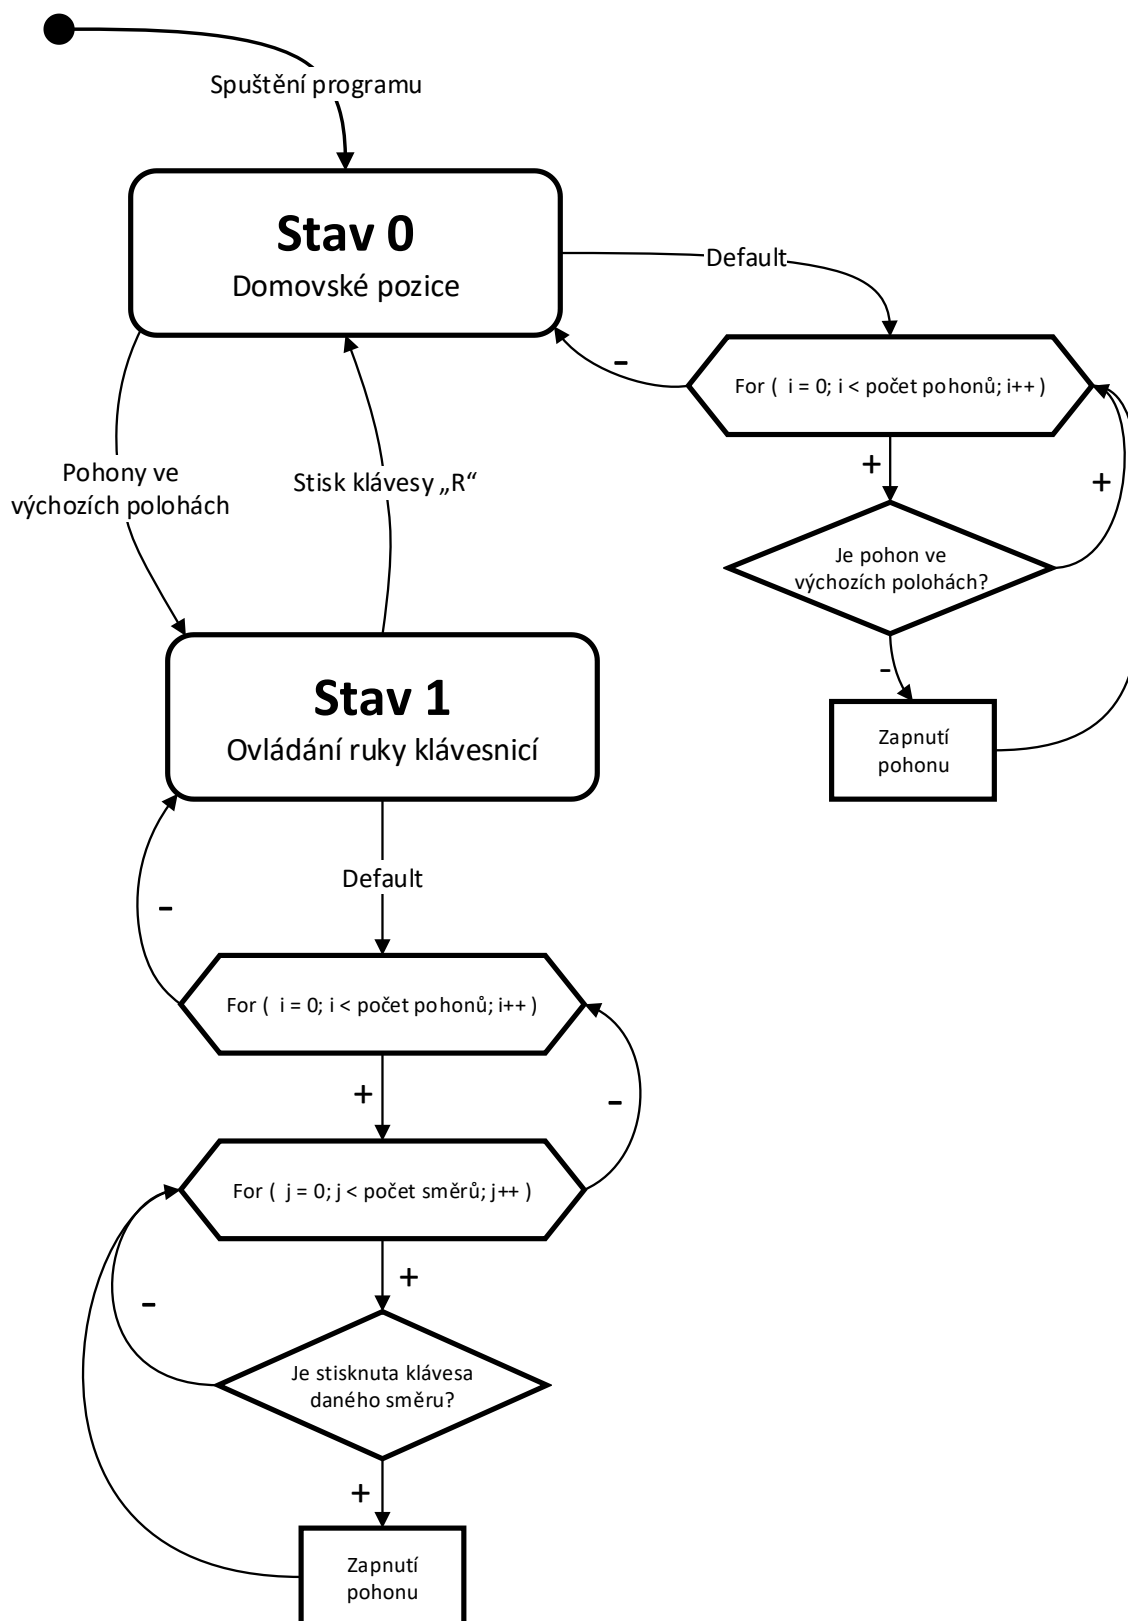 Spuštění programu
Stav 0
Domovské pozice
Default
-
For ( i = 0; i < počet pohonů; i++ )
+
+
Je pohon ve
výchozích polohách?
-
Zapnutí
pohonu
Pohony ve
výchozích polohách
Stisk klávesy „R“
Stav 1
Ovládání ruky klávesnicí
Default
-
For ( i = 0; i < počet pohonů; i++ )
+
-
For ( j = 0; j < počet směrů; j++ )
+
-
Je stisknuta klávesa
daného směru?
+
Zapnutí
pohonu